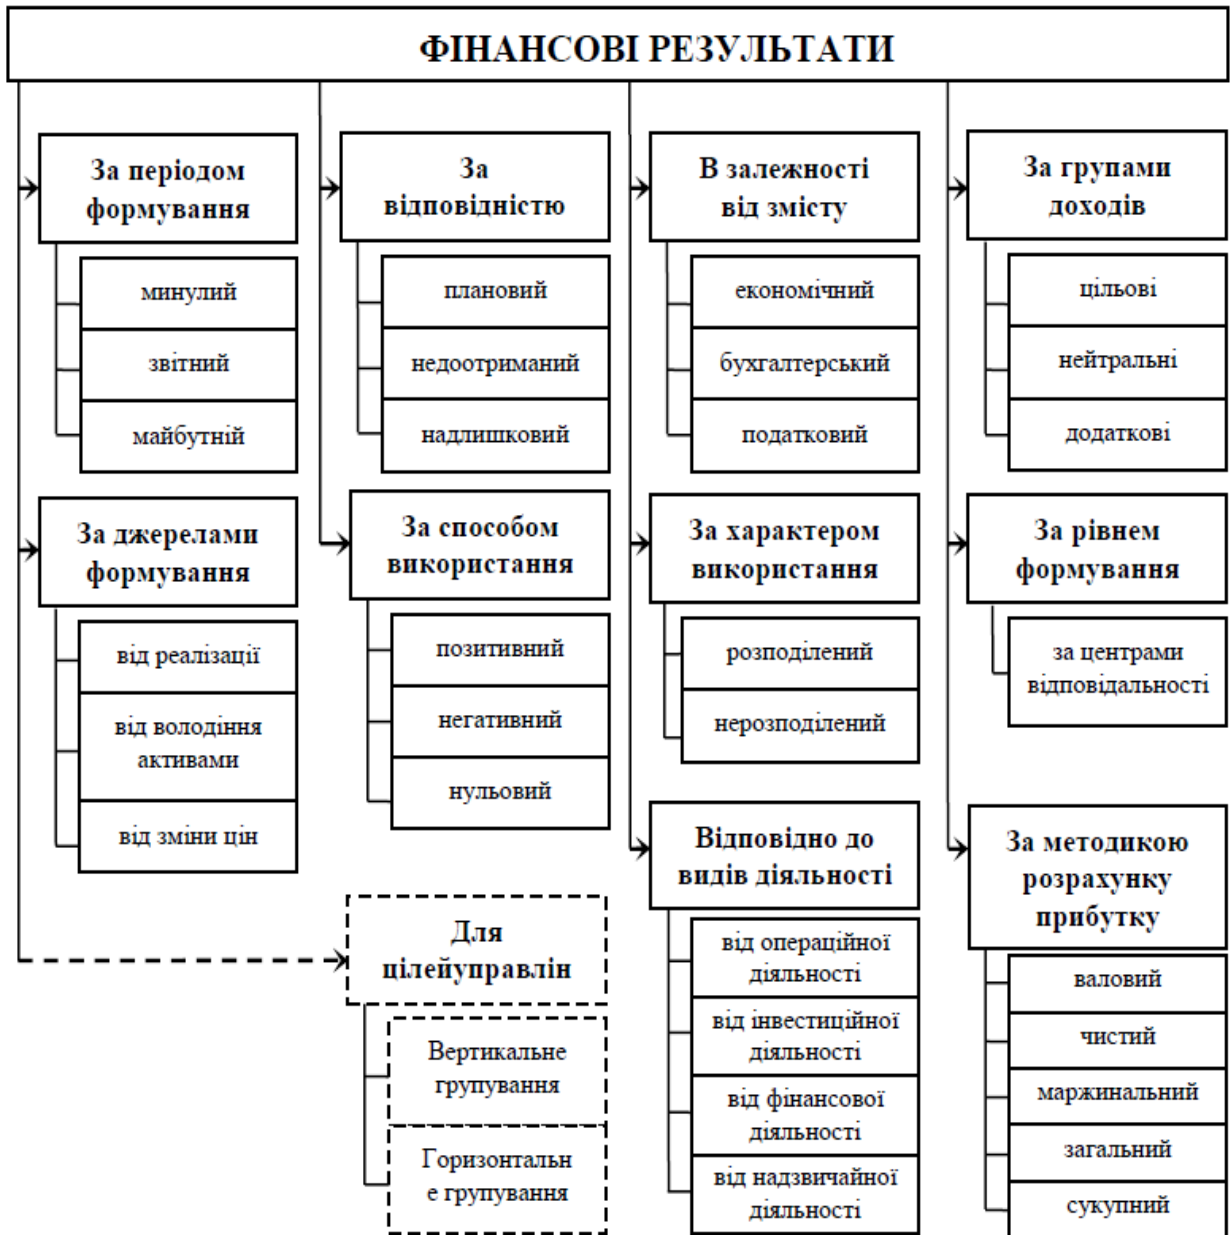 ФІНАНСОВІ РЕЗУЛЬТАТИ
За періодом
формування
минулий
звітний
майбутній
За джерелами
формування
від реалізації
від володіння
активами
від зміни цін
За
відповідністю
плановий
недоотриманий
надлишковий
За способом
використання
позитивний
негативний
нульовий
Для
цілейуправлін
Вертикальне
групування
Горизонтальн
е групування
В залежності
від змісту
економічний
бухгалтерський
податковий
За характером
використання
розподілений
нерозподілений
Відповідно до
видів діяльності
від операційної
діяльності
від інвестиційної
діяльності
від фінансової
діяльності
від надзвичайної
діяльності
За групами
доходів
цільові
нейтральні
додаткові
За рівнем
формування
за центрами
відповідальності
За методикою
розрахунку
прибутку
валовий
чистий
маржинальний
загальний
сукупний